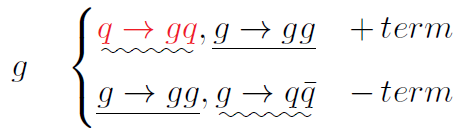 q → gq, g → gg + term
g
g → gg, g → qq̄ − term